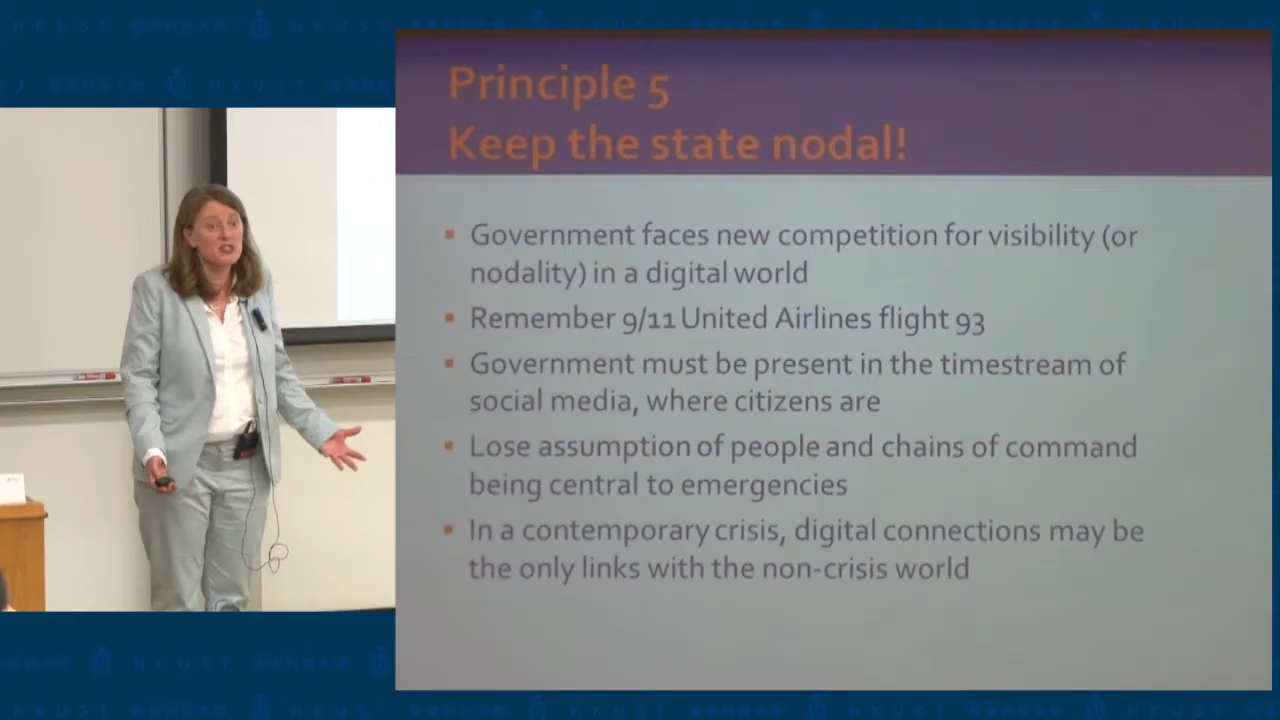 Principle 5
Keep the state nodal!
Government faces new competition for visibility (or
nodality) in a digital world
Remember 9/11 United Airlines flight 93
Government must be present in the timestream of
social media, where citizens are
Lose assumption of people and chains of command
being central to emergencies
In a contemporary crisis, digital connections may be
the only links with the non-crisis world